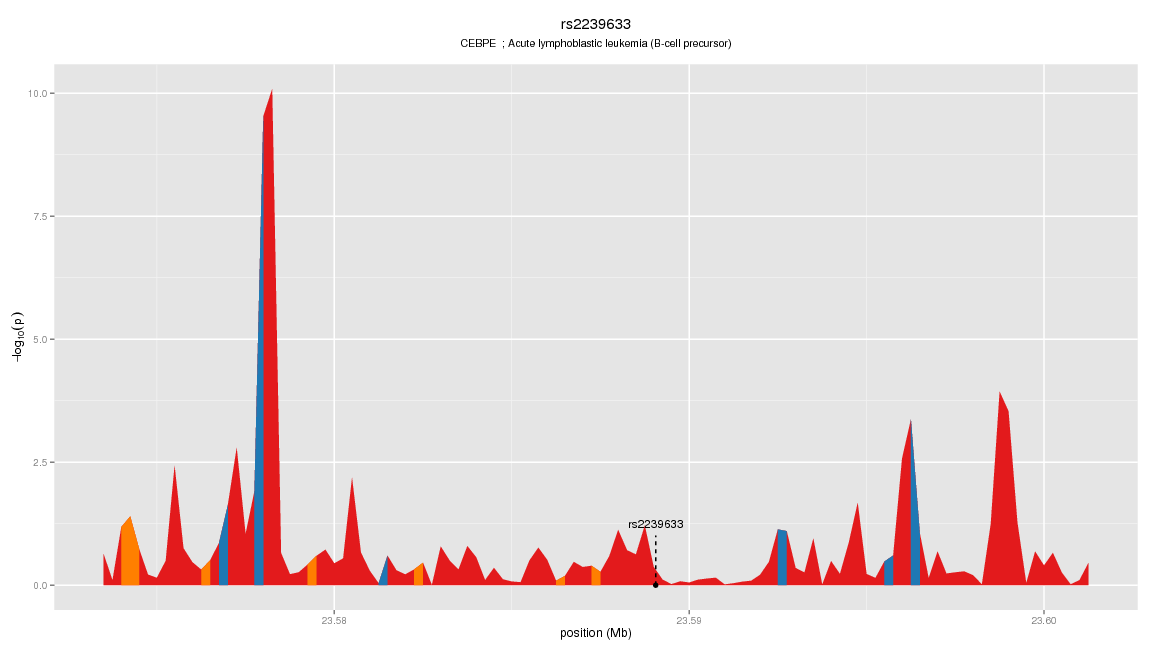 rs2239633
CEBPE ; Acute lymphoblastic leukemia (B-cell precursor)
10.0
7.5
5.0
2.5
0.0
−log10(p)
rs2239633
23.58
23.59
23.60
position (Mb)